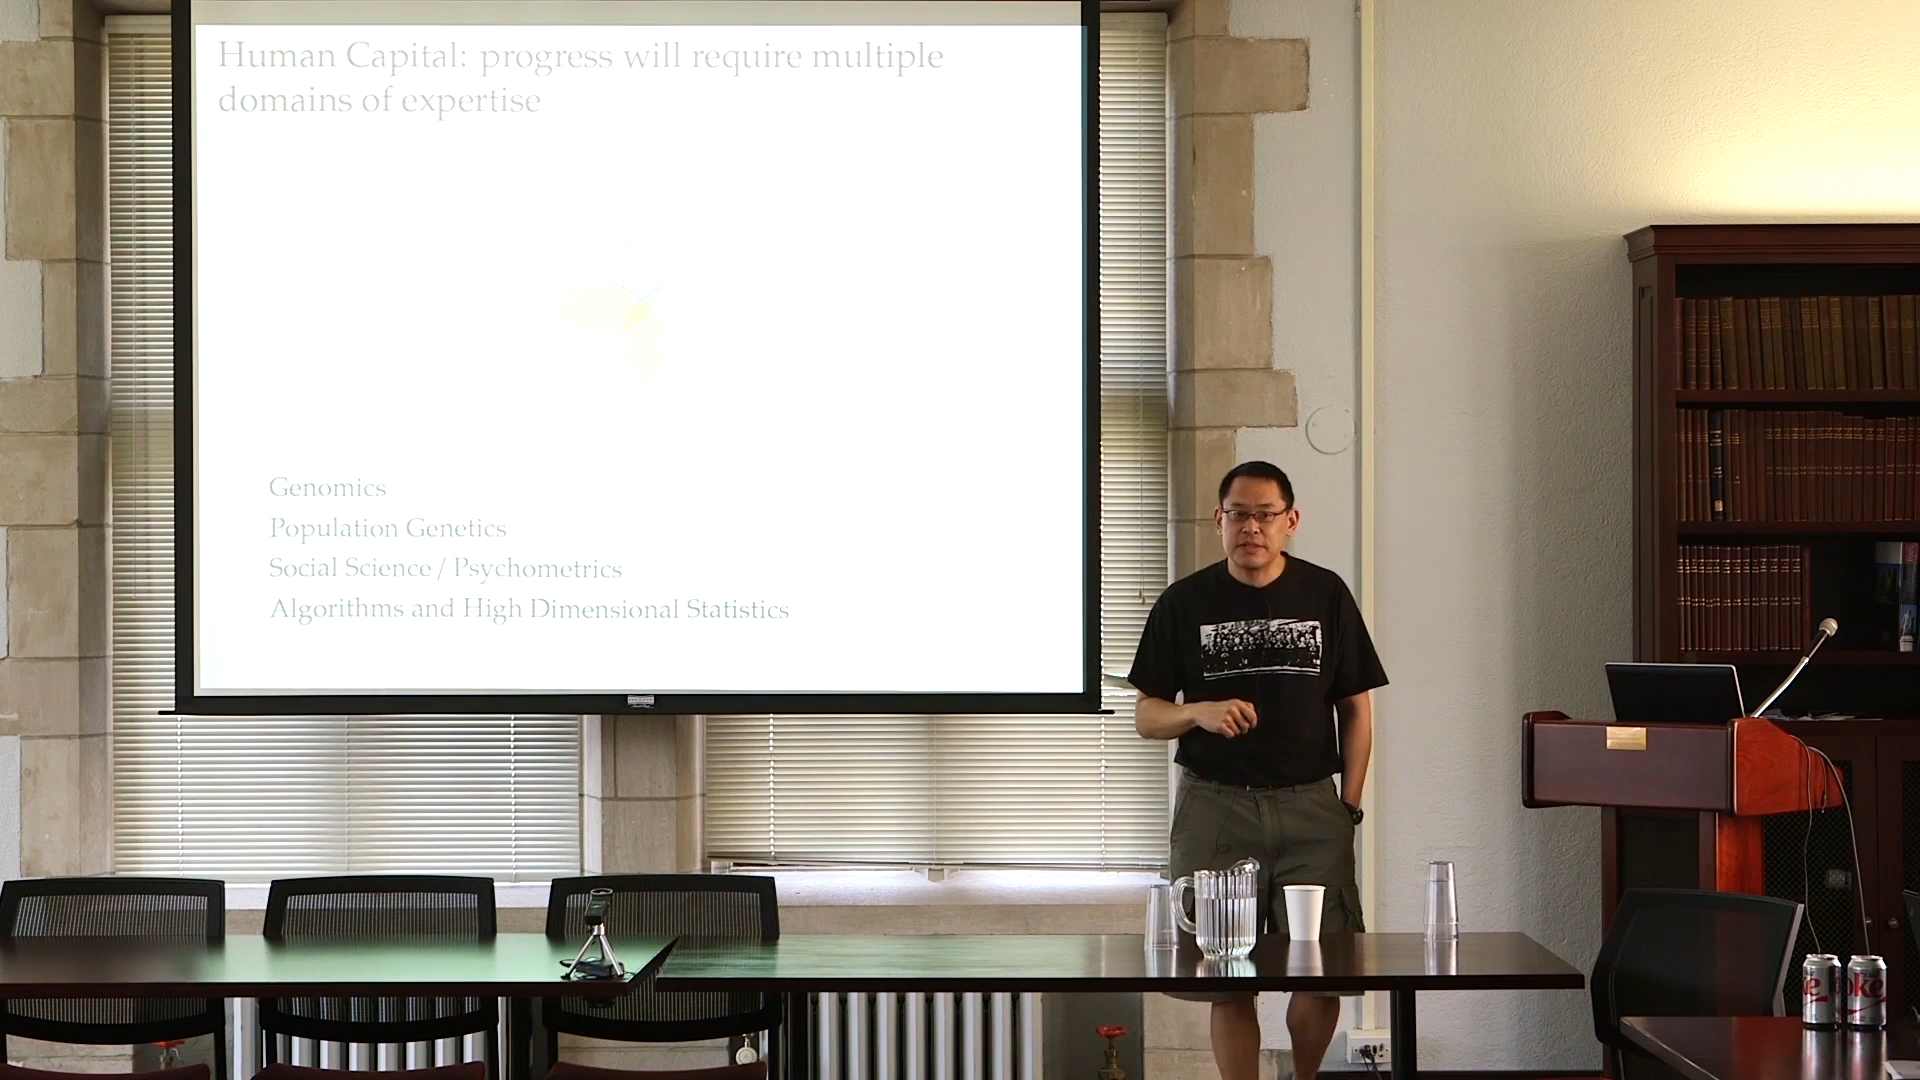 Human Capital: progress will require multiple
domains of expertise
Genomics
Population Genetics
Social Science / Psychometrics
Algorithms and High Dimensional Statistics
oke